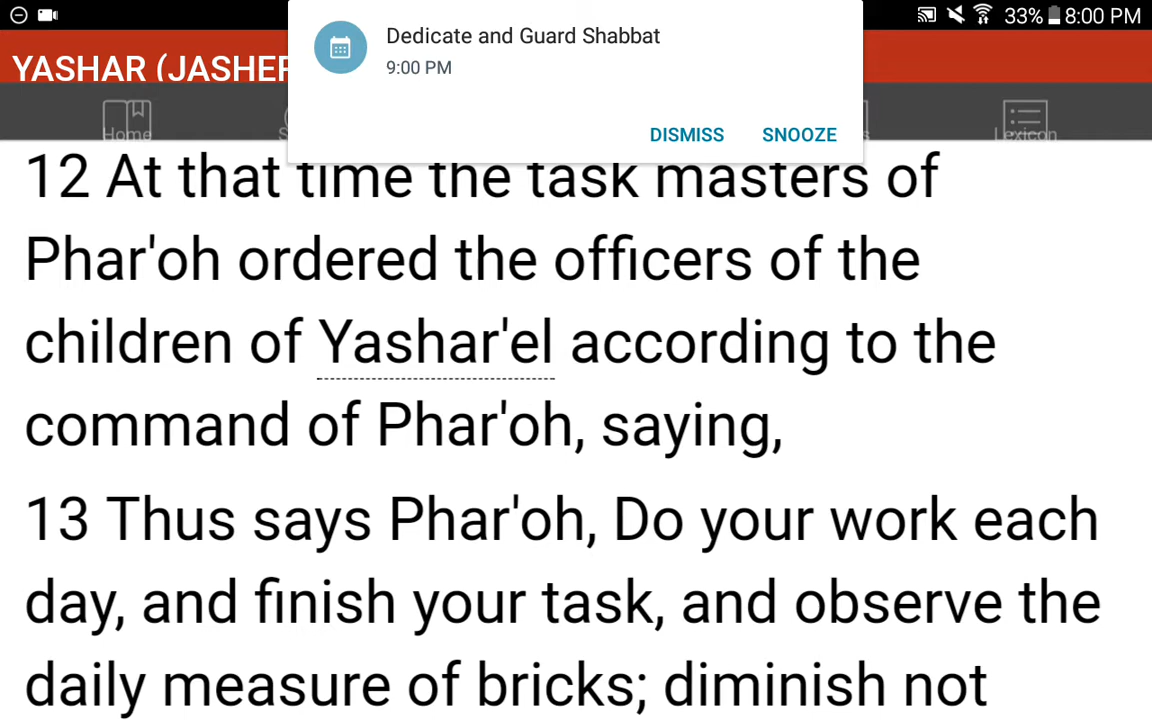 33% 8:00 PM
Dedicate and Guard Shabbat
9:00 PM
DISMISS SNOOZE
YASHAR (JASHER
Home Lexicon
12 At that time the task masters of
Phar'oh ordered the officers of the
children of Yashar'el according to the
command of Phar'oh, saying,
13 Thus says Phar'oh, Do your work each
day, and finish your task, and observe the
daily measure of bricks; diminish not